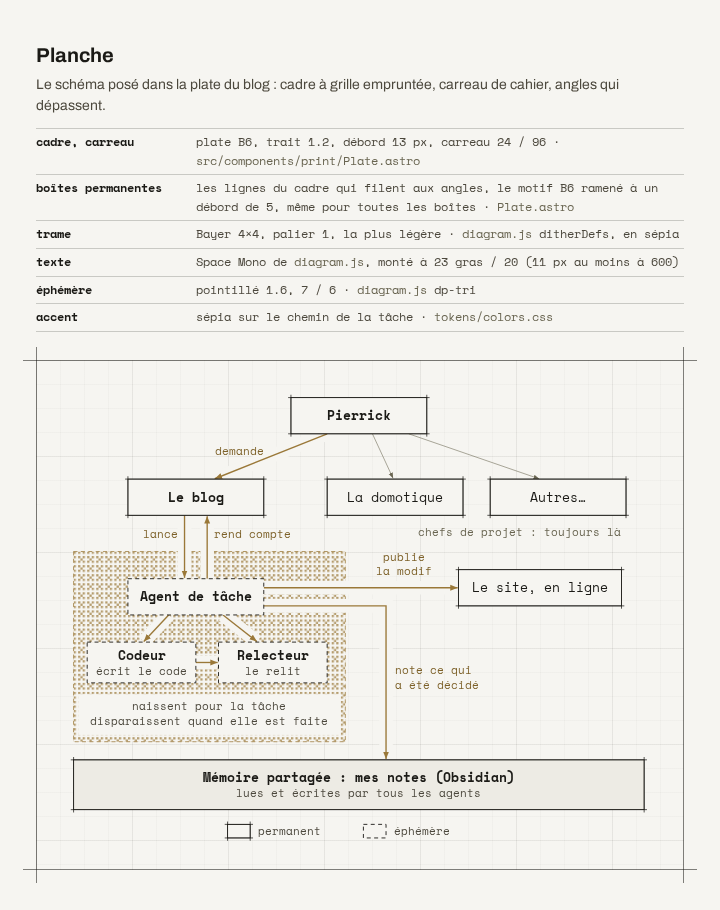 Planche
Le schéma posé dans la plate du blog : cadre à grille empruntée, carreau de cahier, angles qui
dépassent.
cadre, carreau plate B6, trait 1.2, débord 13 px, carreau 24 / 96 ·
src/components/print/Plate.astro
boîtes permanentes les lignes du cadre qui filent aux angles, le motif B6 ramené à un
débord de 5, même pour toutes les boîtes · Plate.astro
trame Bayer 4×4, palier 1, la plus légère · diagram.js ditherDefs, en sépia
texte Space Mono de diagram.js, monté à 23 gras / 20 (11 px au moins à 600)
éphémère pointillé 1.6, 7 / 6 · diagram.js dp-tri
accent sépia sur le chemin de la tâche · tokens/colors.css
Pierrick
demande
Le blog
La domotique
Autres…
lance
rend compte
chefs de projet : toujours là
publie
la modif
Agent de tâche
Le site, en ligne
Codeur
écrit le code
Relecteur
le relit
note ce qui
a été décidé
naissent pour la tâche
disparaissent quand elle est faite
Mémoire partagée : mes notes (Obsidian)
lues et écrites par tous les agents
permanent
éphémère